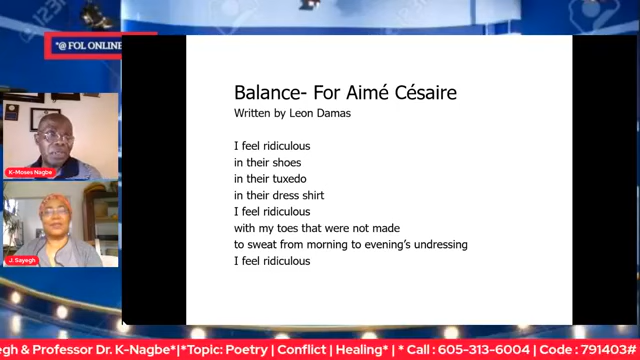 *@ FOL ONLINE
Balance- For Aimé Césaire
Written by Leon Damas
I feel ridiculous
in their shoes
in their tuxedo
in their dress shirt
I feel ridiculous
with my toes that were not made
to sweat from morning to evening's undressing
I feel ridiculous
K-Moses Nagbe
J. Sayegh
egh & Professor Dr. K-Nagbe*|*Topic: Poetry | Conflict | Healing* | * Call : 605-313-6004 | Code : 791403#